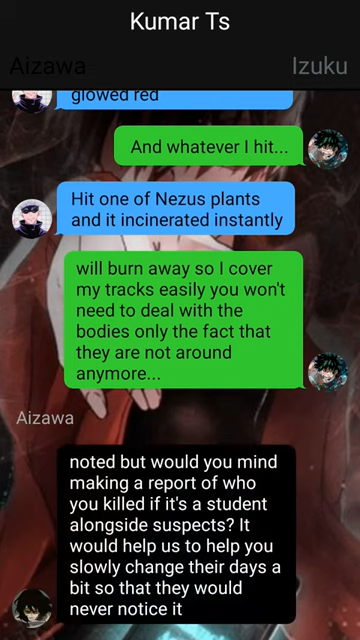 Kumar Ts
Aizawa
Izuku
glowed red
And whatever I hit...
Hit one of Nezus plants
and it incinerated instantly
will burn away so I cover
my tracks easily you won't
need to deal with the
bodies only the fact that
they are not around
anymore...
Aizawa
noted but would you mind
making a report of who
you killed if it's a student
alongside suspects? It
would help us to help you
slowly change their days a
bit so that they would
never notice it